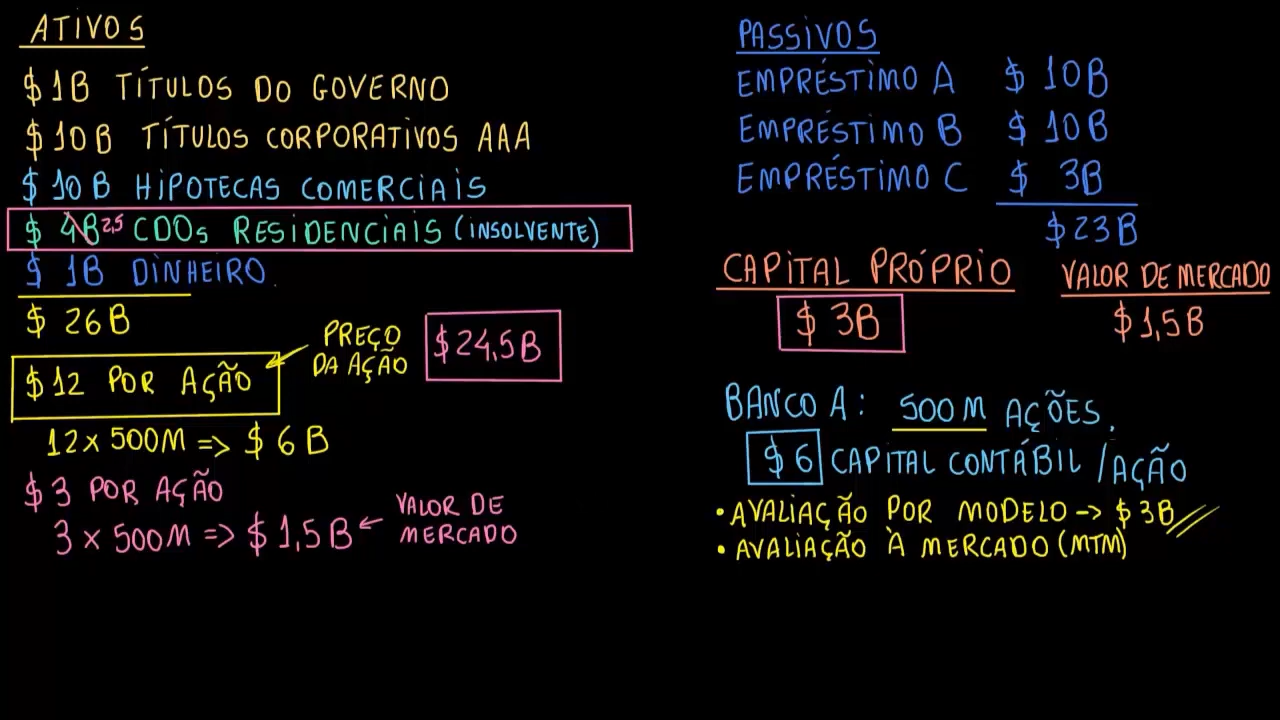 ATIVOS
$ 1B TÍTULOS DO GOVERNO
$ 10B TÍTULOS CORPORATIVOS AAA
$ 10B HIPOTECAS COMERCIAIS
$ 4B 2,5 CDOs RESIDENCIAIS (INSOLVENTE)
$ 1B DINHEIRO.
$ 26B
$12 POR AÇÃO
PREÇO
DA AÇÃO
$24,5B
12 x 500M => $ 6B
$ 3 POR AÇÃO
3 x 500M => $ 1,5B
VALOR DE
MERCADO
PASSIVOS
EMPRÉSTIMO A $ 10B
EMPRÉSTIMO B $ 10B
EMPRÉSTIMO C $ 3B
$23B
CAPITAL PRÓPRIO
$ 3B
VALOR DE MERCADO
$1,5B
BANCO A: 500M AÇÕES.
$6 CAPITAL CONTÁBIL /AÇÃO
• AVALIAÇÃO POR MODELO -> $3B
• AVALIAÇÃO À MERCADO (MTM)